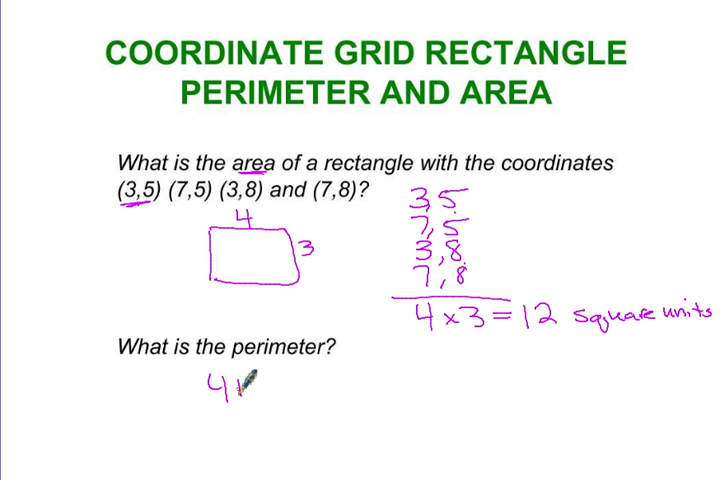 COORDINATE GRID RECTANGLE
PERIMETER AND AREA
What is the area of a rectangle with the coordinates
(3,5) (7,5) (3,8) and (7,8)?
3,5
7,5
3,8
7,8
4
3
4 x 3 = 12 square units
What is the perimeter?
4